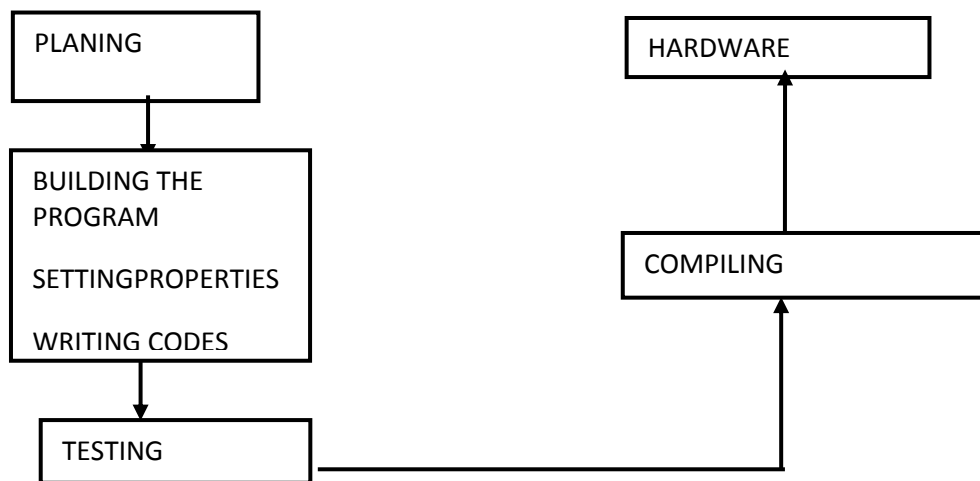 PLANING
BUILDING THE
PROGRAM
SETTINGPROPERTIES
WRITING CODES
TESTING
HARDWARE
COMPILING